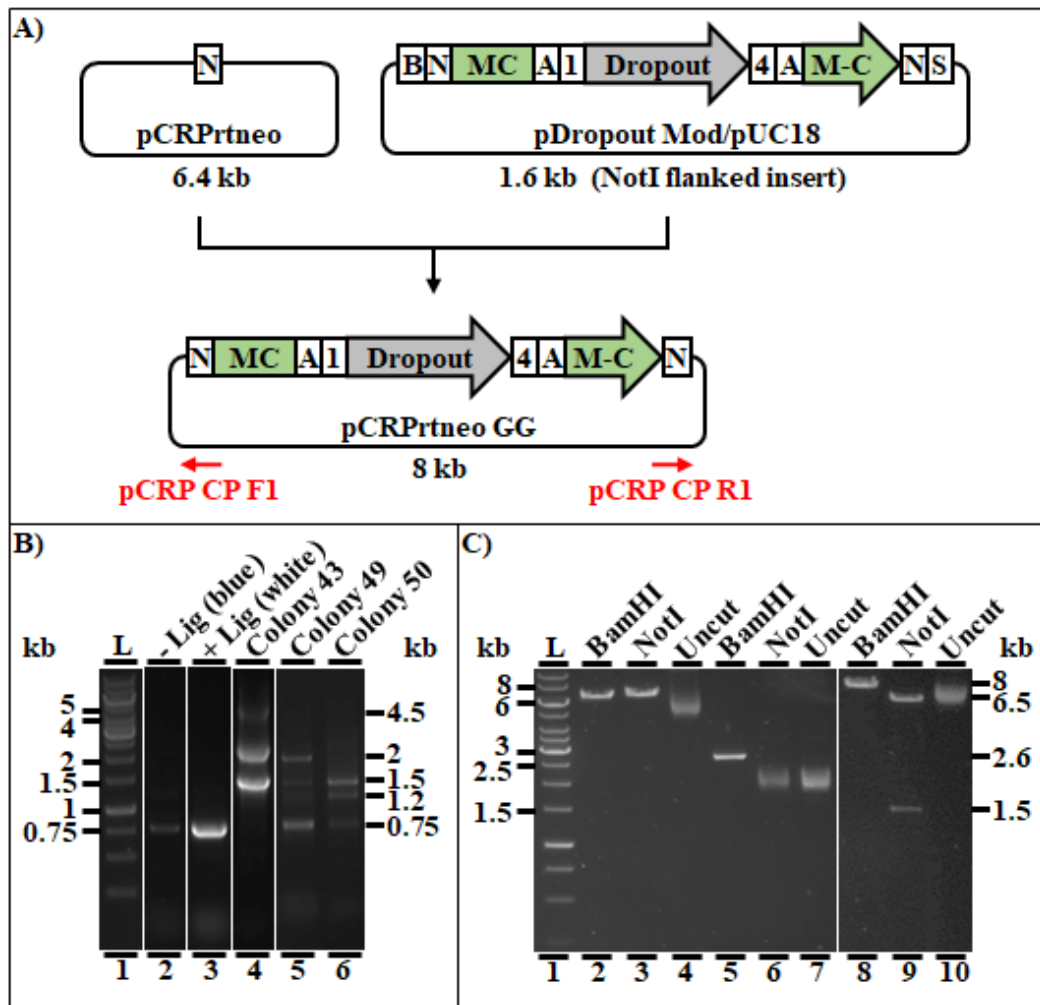 A)
N
pCRPrtneo
6.4 kb
B N MC A 1 Dropout 4 A M-C N S
pDropout Mod/pUC18
1.6 kb (NotI flanked insert)
N MC A 1 Dropout 4 A M-C N
pCRPrtneo GG
8 kb
pCRP CP F1
pCRP CP R1
B)
kb
L
- Lig (blue)
+ Lig (white)
Colony 43
Colony 49
Colony 50
kb
5
4
2
1.5
1
0.75
4.5
2
1.5
1.2
0.75
1 2 3 4 5 6
C)
kb
L
BamHI
NotI
Uncut
BamHI
NotI
Uncut
BamHI
NotI
Uncut
kb
8
6
3
2.5
1.5
8
6.5
2.6
1.5
1 2 3 4 5 6 7 8 9 10